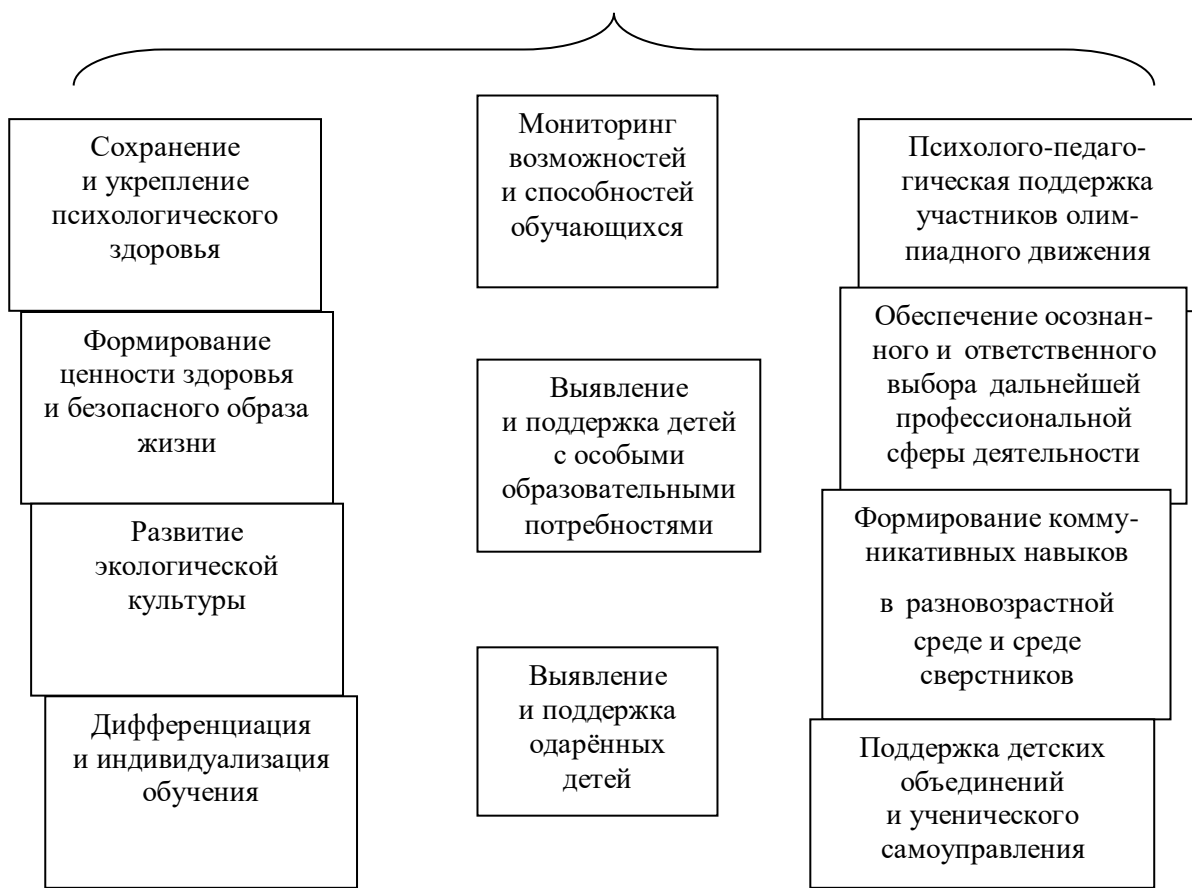 Сохранение
и укрепление
психологического
здоровья
Формирование
ценности здоровья
и безопасного образа
жизни
Развитие
экологической
культуры
Дифференциация
и индивидуализация
обучения
Мониторинг
возможностей
и способностей
обучающихся
Выявление
и поддержка детей
с особыми
образовательными
потребностями
Выявление
и поддержка
одарённых
детей
Психолого-педаго-
гическая поддержка
участников олим-
пиадного движения
Обеспечение осознан-
ного и ответственного
выбора дальнейшей
профессиональной
сферы деятельности
Формирование комму-
никативных навыков
в разновозрастной
среде и среде
сверстников
Поддержка детских
объединений
и ученического
самоуправления